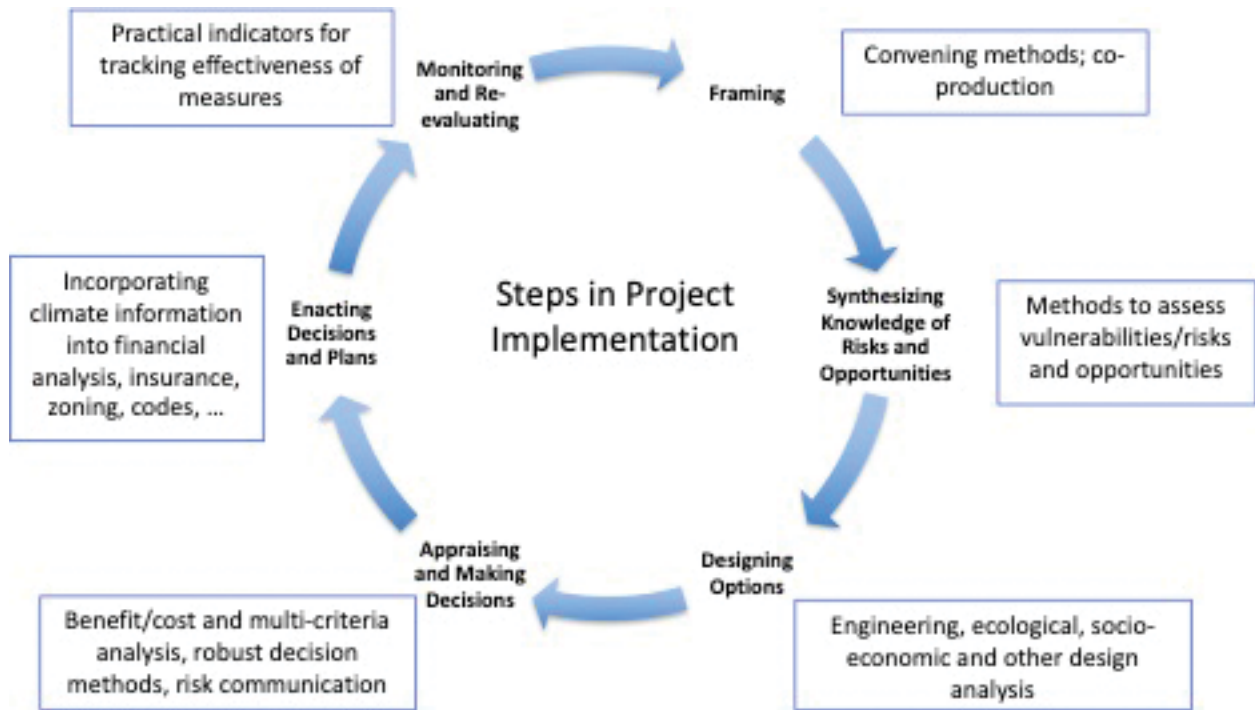 Practical indicators for
tracking effectiveness of
measures
Monitoring
and Re-
evaluating
Framing
Convening methods; co-
production
Incorporating
climate information
into financial
analysis, insurance,
zoning, codes, ...
Enacting
Decisions
and Plans
Steps in Project
Implementation
Synthesizing
Knowledge of
Risks and
Opportunities
Methods to assess
vulnerabilities/risks
and opportunities
Appraising
and Making
Decisions
Designing
Options
Benefit/cost and multi-criteria
analysis, robust decision
methods, risk communication
Engineering, ecological, socio-
economic and other design
analysis